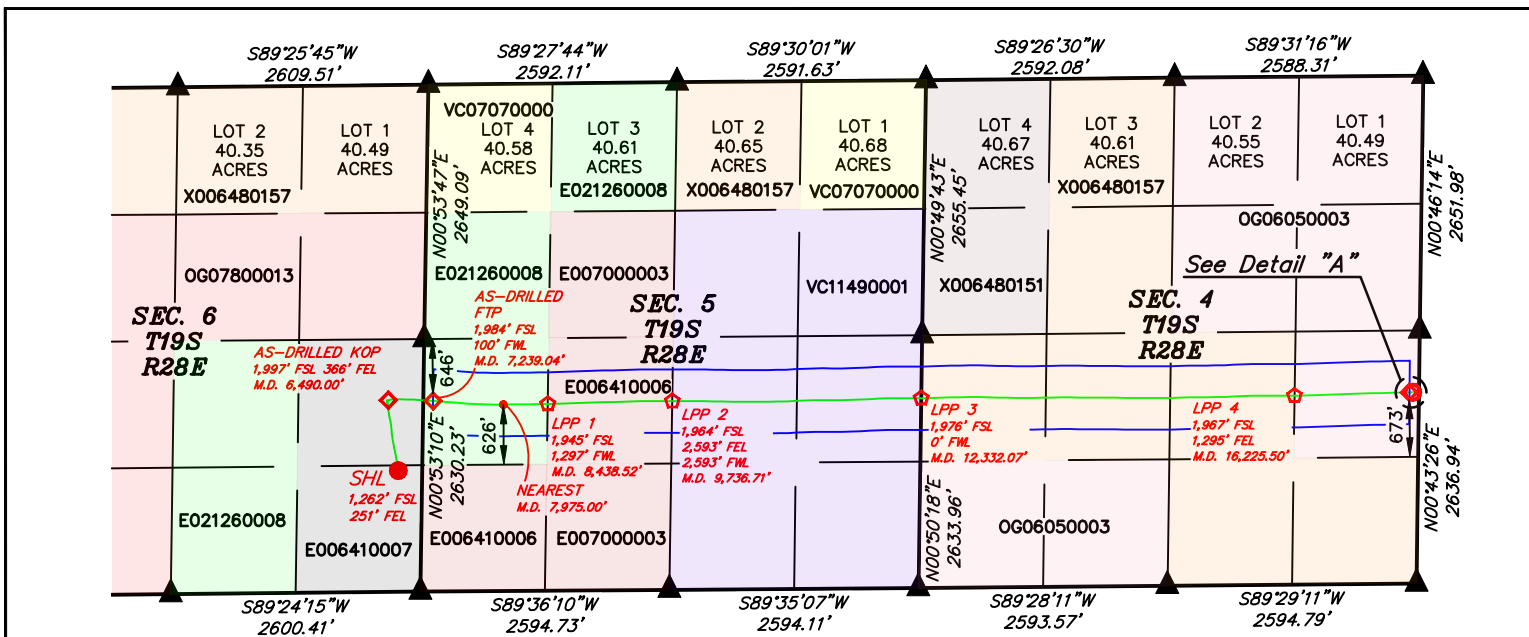 S89°25'45"W
2609.51'
S89°27'44"W
2592.11'
S89°30'01"W
2591.63'
S89°26'30"W
2592.08'
S89°31'16"W
2588.31'
LOT 2
40.35
ACRES
LOT 1
40.49
ACRES
X006480157
VC07070000
LOT 4
40.58
ACRES
LOT 3
40.61
ACRES
E021260008
LOT 2
40.65
ACRES
X006480157
LOT 1
40.68
ACRES
VC07070000
LOT 4
40.67
ACRES
LOT 3
40.61
ACRES
X006480157
LOT 2
40.55
ACRES
LOT 1
40.49
ACRES
OG06050003
N00°53'47"E
2649.09'
N00°49'43"E
2655.45'
N00°46'14"E
2651.98'
OG07800013
E021260008
E007000003
VC11490001
X006480151
See Detail "A"
SEC. 6
T19S
R28E
SEC. 5
T19S
R28E
SEC. 4
T19S
R28E
AS-DRILLED KOP
1,997' FSL 366' FEL
M.D. 6,490.00'
AS-DRILLED
FTP
1,984' FSL
100' FWL
M.D. 7,239.04'
646'
E006410006
626'
LPP 1
1,945' FSL
1,297' FWL
M.D. 8,438.52'
LPP 2
1,964' FSL
2,593' FEL
2,593' FWL
M.D. 9,736.71'
LPP 3
1,976' FSL
0' FWL
M.D. 12,332.07'
LPP 4
1,967' FSL
1,295' FEL
M.D. 16,225.50'
673'
SHL
1,262' FSL
251' FEL
NEAREST
M.D. 7,975.00'
N00°53'10"E
2630.23'
N00°50'18"E
2633.96'
N00°43'26"E
2636.94'
E021260008
E006410007
E006410006
E007000003
OG06050003
S89°24'15"W
2600.41'
S89°36'10"W
2594.73'
S89°35'07"W
2594.11'
S89°28'11"W
2593.57'
S89°29'11"W
2594.79'